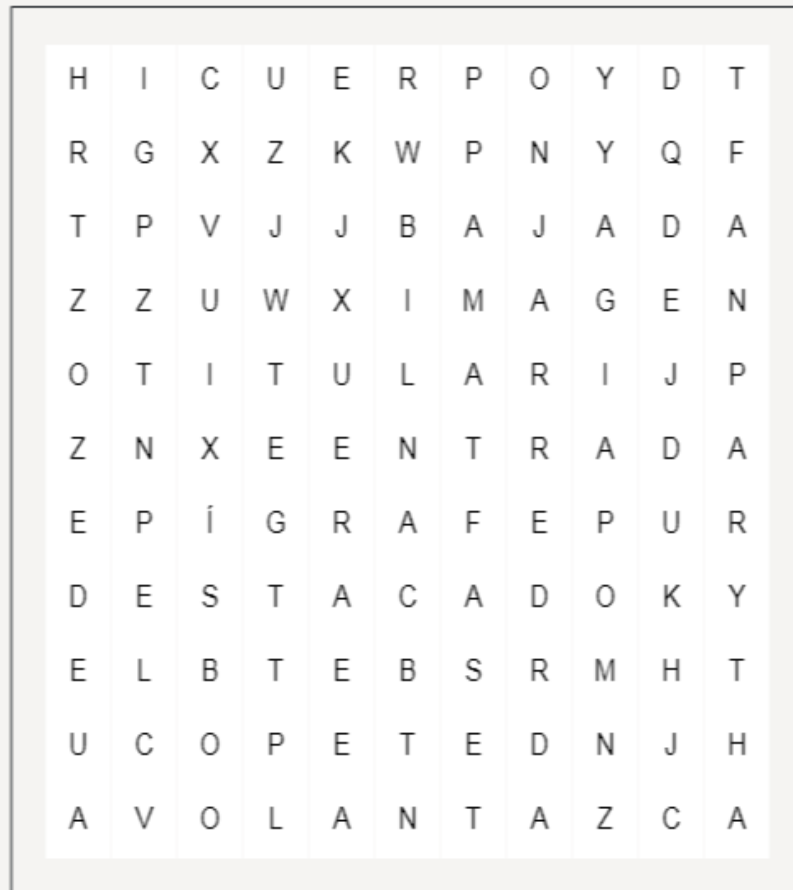 H I C U E R P O Y D T
R G X Z K W P N Y Q F
T P V J J B A J A D A
Z Z U W X I M A G E N
O T I T U L A R I J P
Z N X E E N T R A D A
E P Í G R A F E P U R
D E S T A C A D O K Y
E L B T E B S R M H T
U C O P E T E D N J H
A V O L A N T A Z C A